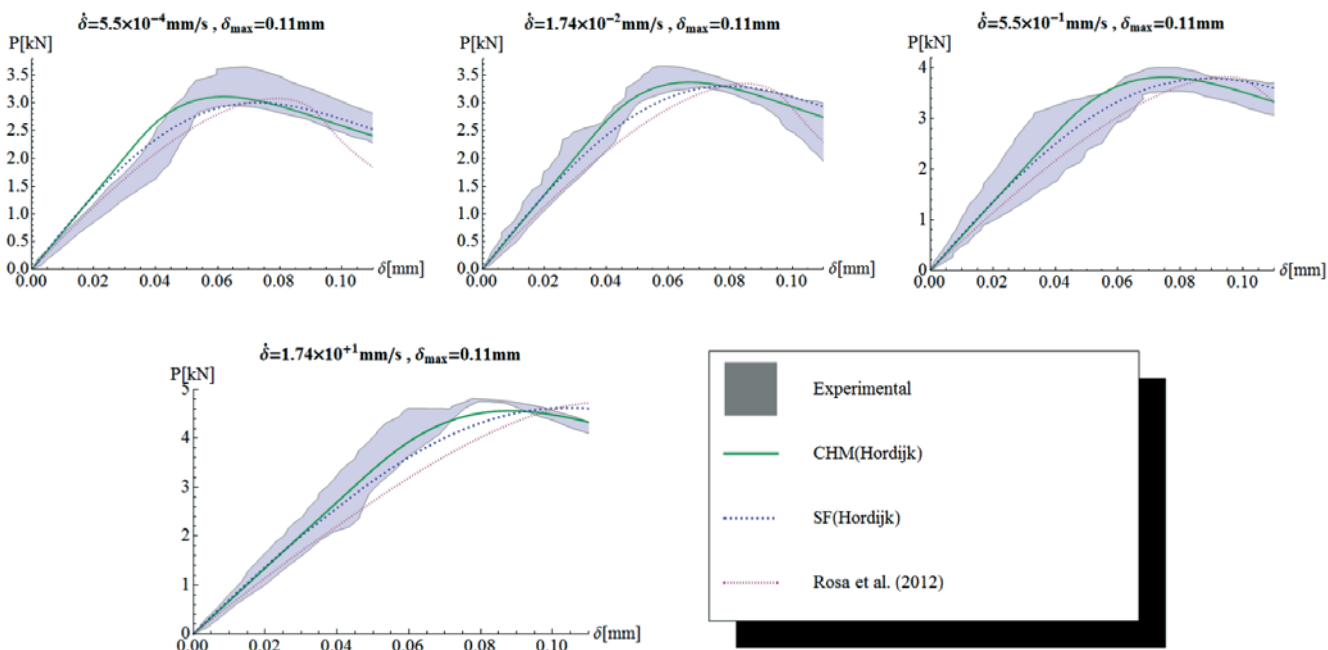 δ̇=5.5×10⁻⁴mm/s , δmax=0.11mm
P[kN]
3.5
3.0
2.5
2.0
1.5
1.0
0.5
0.0
0.00 0.02 0.04 0.06 0.08 0.10 δ[mm]
δ̇=1.74×10⁻²mm/s , δmax=0.11mm
P[kN]
3.5
3.0
2.5
2.0
1.5
1.0
0.5
0.0
0.00 0.02 0.04 0.06 0.08 0.10 δ[mm]
δ̇=5.5×10⁻¹mm/s , δmax=0.11mm
P[kN]
4
3
2
1
0
0.00 0.02 0.04 0.06 0.08 0.10 δ[mm]
δ̇=1.74×10⁺¹mm/s , δmax=0.11mm
P[kN]
5
4
3
2
1
0
0.00 0.02 0.04 0.06 0.08 0.10 δ[mm]
Experimental
CHM(Hordijk)
SF(Hordijk)
Rosa et al. (2012)